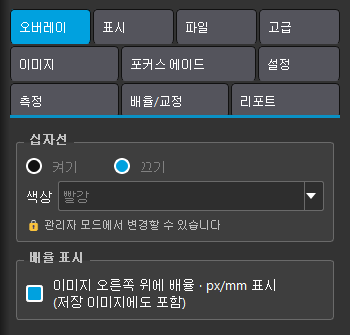 오버레이 표시 파일 고급
이미지 포커스 에이드 설정
측정 배율/교정 리포트
십자선
켜기 끄기
색상 빨강
관리자 모드에서 변경할 수 있습니다
배율 표시
이미지 오른쪽 위에 배율 · px/mm 표시
(저장 이미지에도 포함)